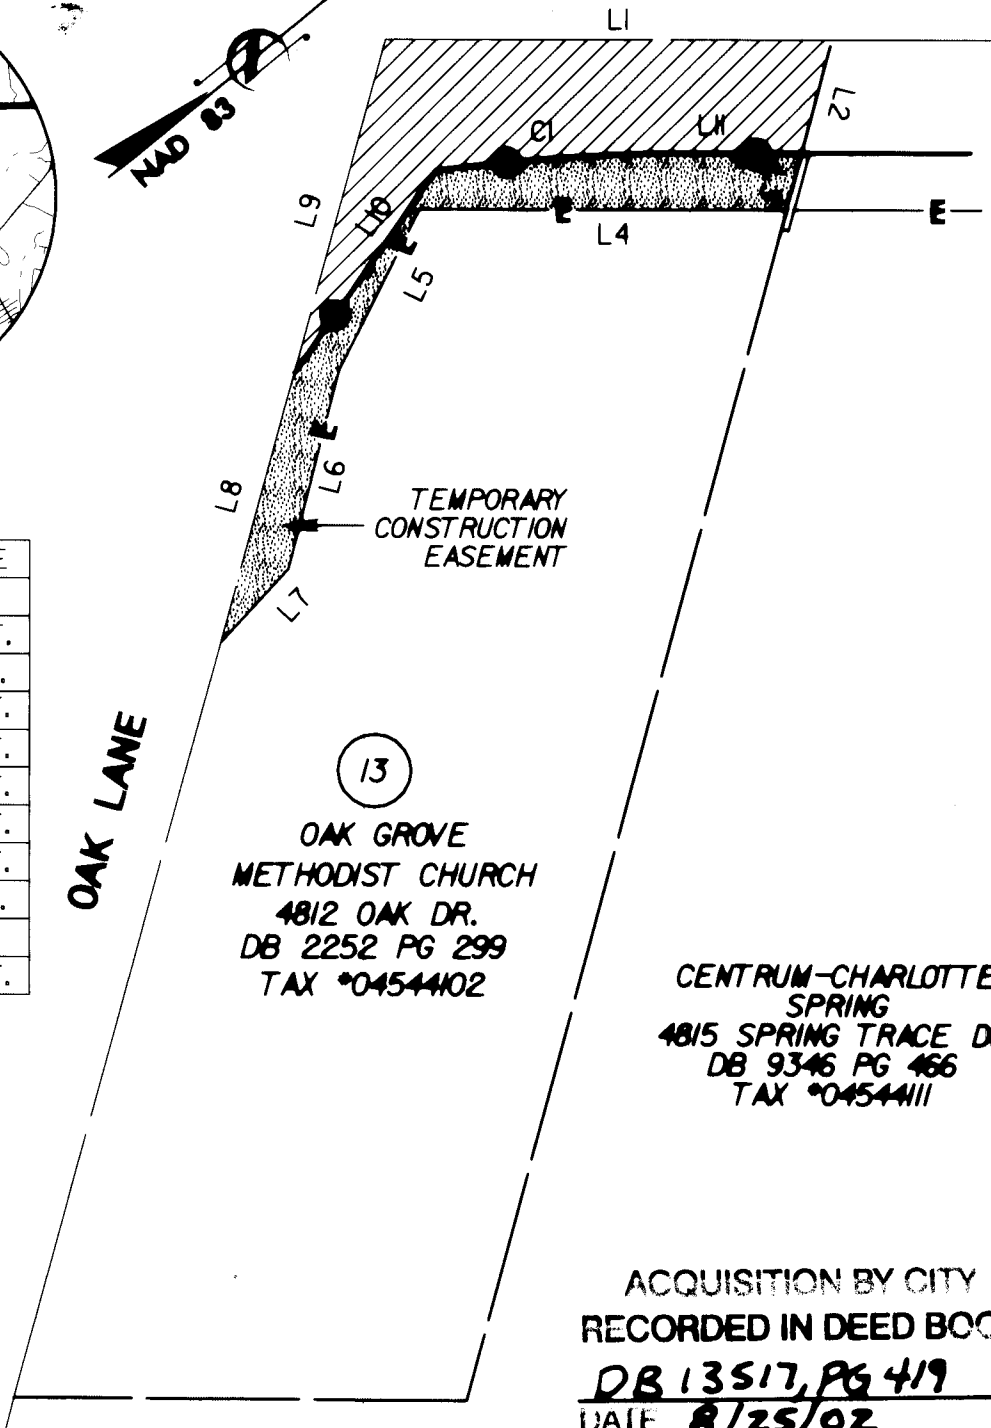 L1
NAD 83
L2
C1
L11
L9
L10
L4
E
E
L5
E
L6
L8
TEMPORARY
CONSTRUCTION
EASEMENT
E
L7
OAK LANE
13
OAK GROVE
METHODIST CHURCH
4812 OAK DR.
DB 2252 PG 299
TAX #04544102
CENTRUM-CHARLOTTE
SPRING
4815 SPRING TRACE D
DB 9346 PG 466
TAX #04544111
ACQUISITION BY CITY
RECORDED IN DEED BOO
DB 13517, PG 419
DATE 8/25/02